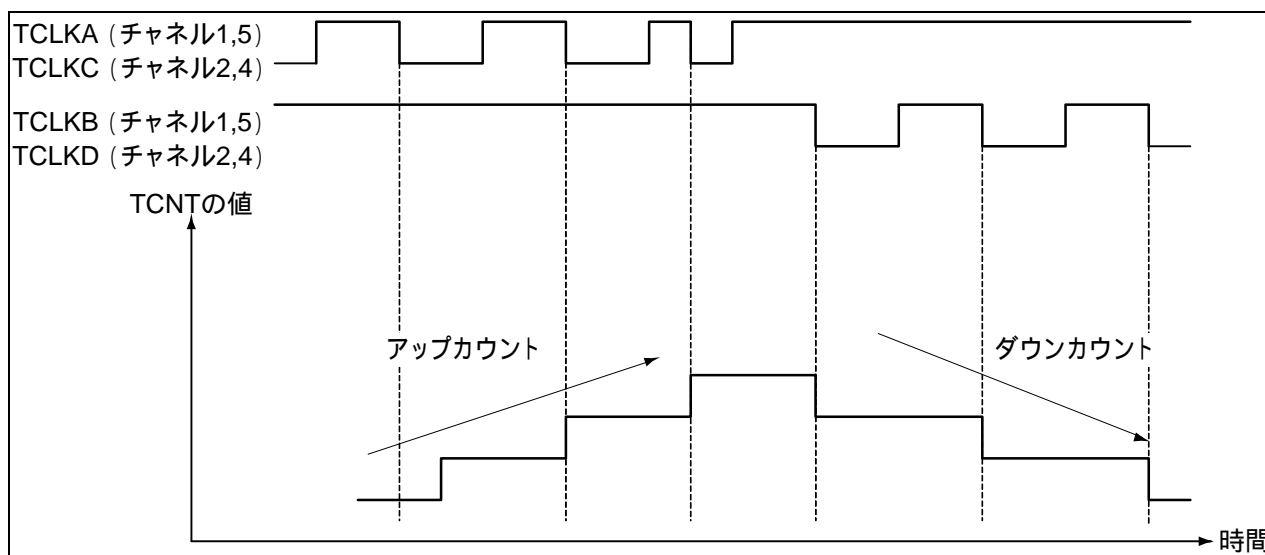 TCLKA（チャネル1,5）
TCLKC（チャネル2,4）
TCLKB（チャネル1,5）
TCLKD（チャネル2,4）
TCNTの値
アップカウント
ダウンカウント
時間